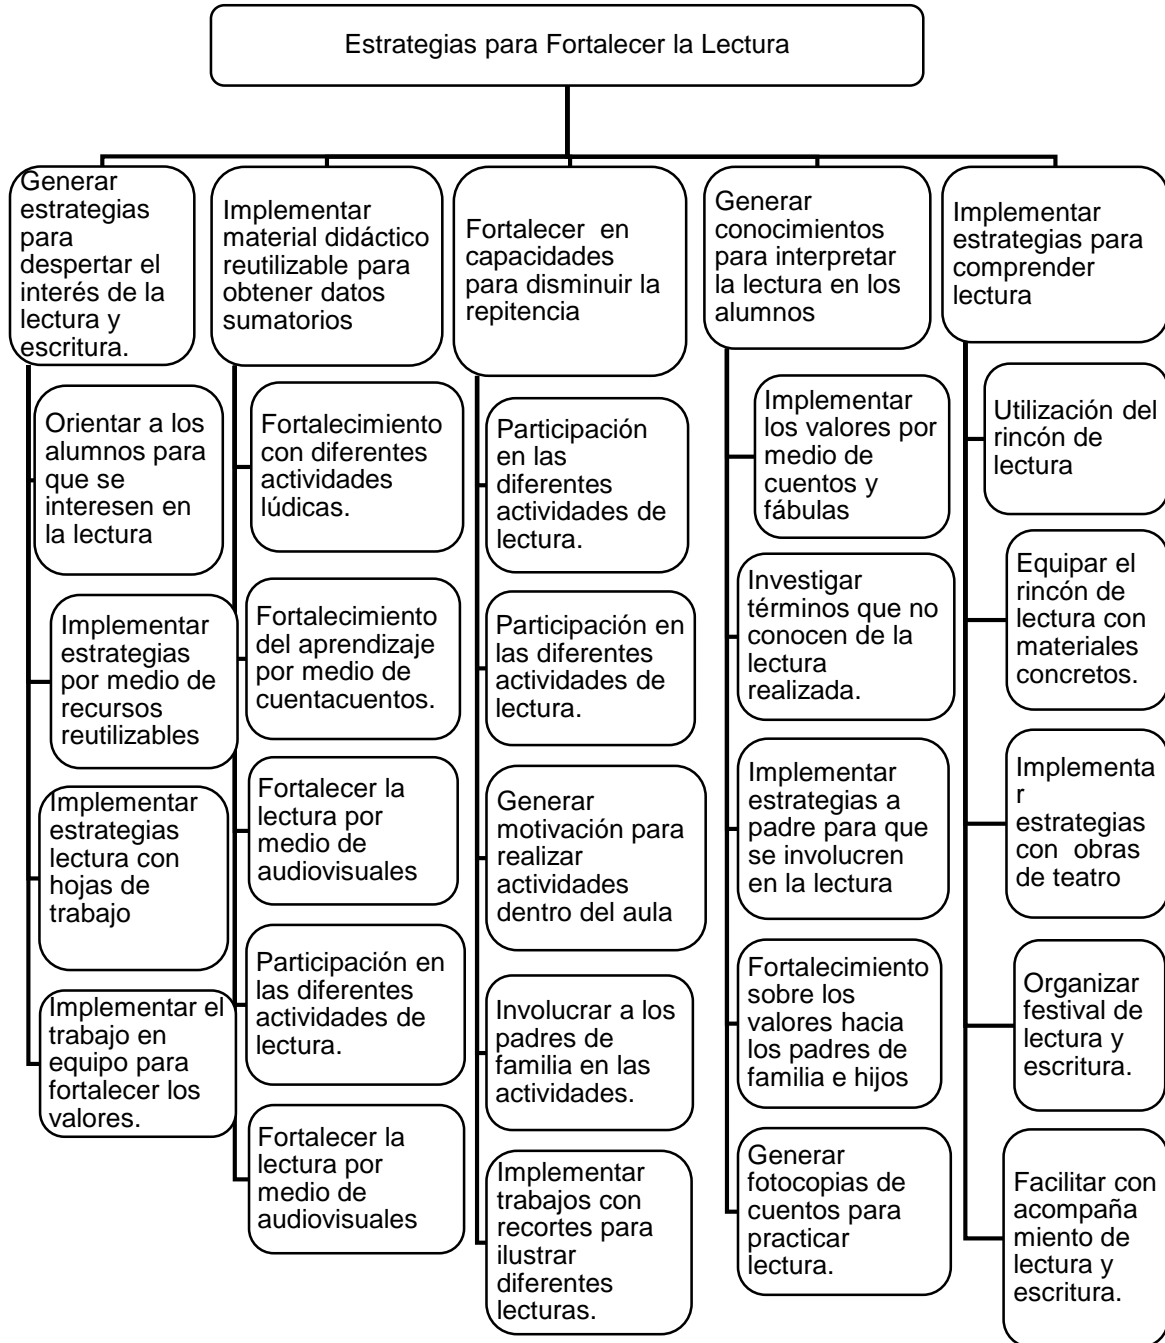 Estrategias para Fortalecer la Lectura
Generar
estrategias
para
despertar el
interés de la
lectura y
escritura.
Orientar a los
alumnos para
que se
interesen en
la lectura
Implementar
estrategias
por medio de
recursos
reutilizables
Implementar
estrategias
lectura con
hojas de
trabajo
Implementar el
trabajo en
equipo para
fortalecer los
valores.
Implementar
material didáctico
reutilizable para
obtener datos
sumatorios
Fortalecimiento
con diferentes
actividades
lúdicas.
Fortalecimiento
del aprendizaje
por medio de
cuentacuentos.
Fortalecer la
lectura por
medio de
audiovisuales
Participación en
las diferentes
actividades de
lectura.
Fortalecer la
lectura por
medio de
audiovisuales
Fortalecer en
capacidades
para disminuir la
repitencia
Participación
en las
diferentes
actividades de
lectura.
Participación en
las diferentes
actividades de
lectura.
Generar
motivación para
realizar
actividades
dentro del aula
Involucrar a los
padres de
familia en las
actividades.
Implementar
trabajos con
recortes para
ilustrar
diferentes
lecturas.
Generar
conocimientos
para interpretar
la lectura en los
alumnos
Implementar
los valores por
medio de
cuentos y
fábulas
Investigar
términos que no
conocen de la
lectura
realizada.
Implementar
estrategias a
padre para que
se involucren
en la lectura
Fortalecimiento
sobre los
valores hacia
los padres de
familia e hijos
Generar
fotocopias de
cuentos para
practicar
lectura.
Implementar
estrategias para
comprender
lectura
Utilización del
rincón de
lectura
Equipar el
rincón de
lectura con
materiales
concretos.
Implementa
r
estrategias
con obras
de teatro
Organizar
festival de
lectura y
escritura.
Facilitar con
acompaña
miento de
lectura y
escritura.